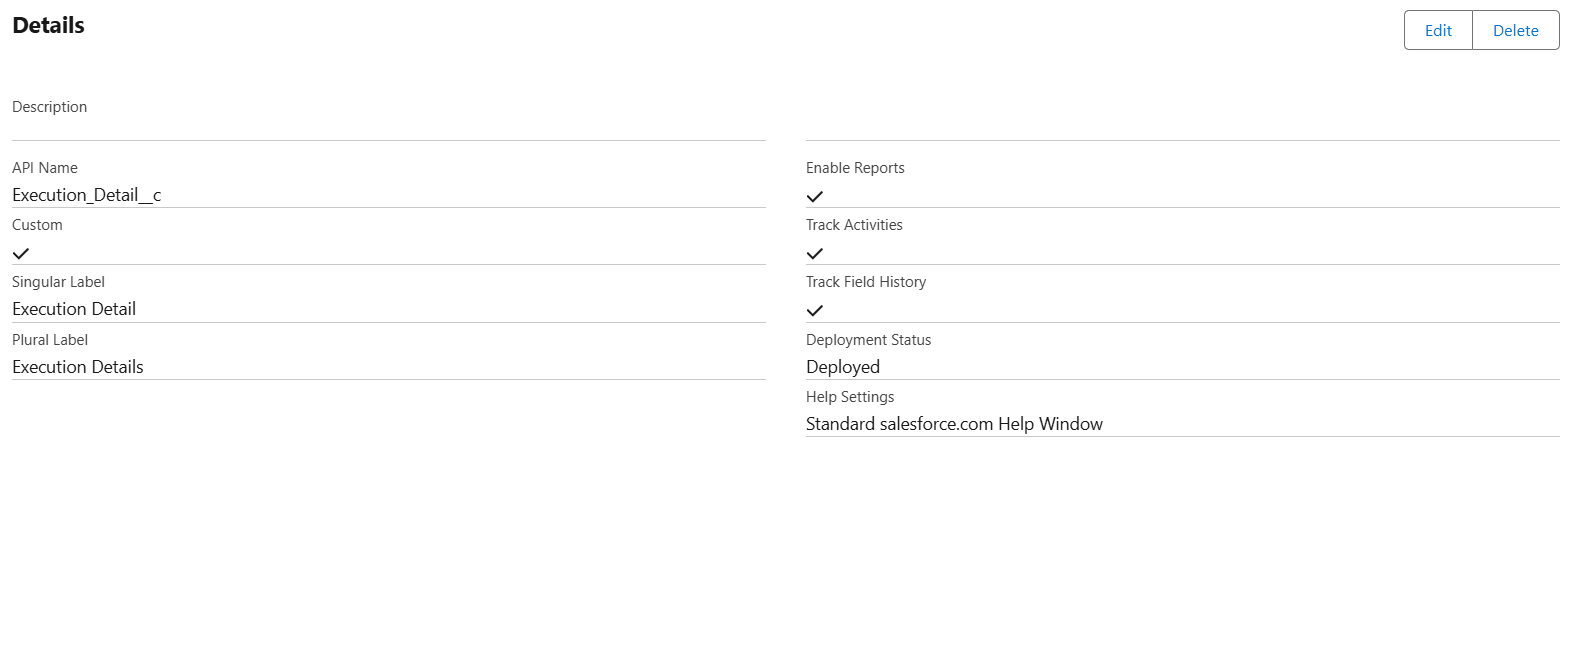 Details
Edit
Delete
Description
API Name
Execution_Detail__c
Custom
Singular Label
Execution Detail
Plural Label
Execution Details
Enable Reports
Track Activities
Track Field History
Deployment Status
Deployed
Help Settings
Standard salesforce.com Help Window